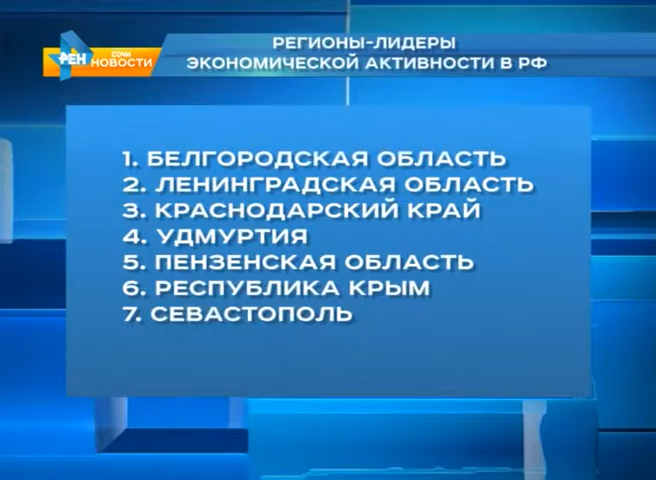 РЕН
СОЧИ
НОВОСТИ
РЕГИОНЫ-ЛИДЕРЫ
ЭКОНОМИЧЕСКОЙ АКТИВНОСТИ В РФ
1. БЕЛГОРОДСКАЯ ОБЛАСТЬ
2. ЛЕНИНГРАДСКАЯ ОБЛАСТЬ
3. КРАСНОДАРСКИЙ КРАЙ
4. УДМУРТИЯ
5. ПЕНЗЕНСКАЯ ОБЛАСТЬ
6. РЕСПУБЛИКА КРЫМ
7. СЕВАСТОПОЛЬ